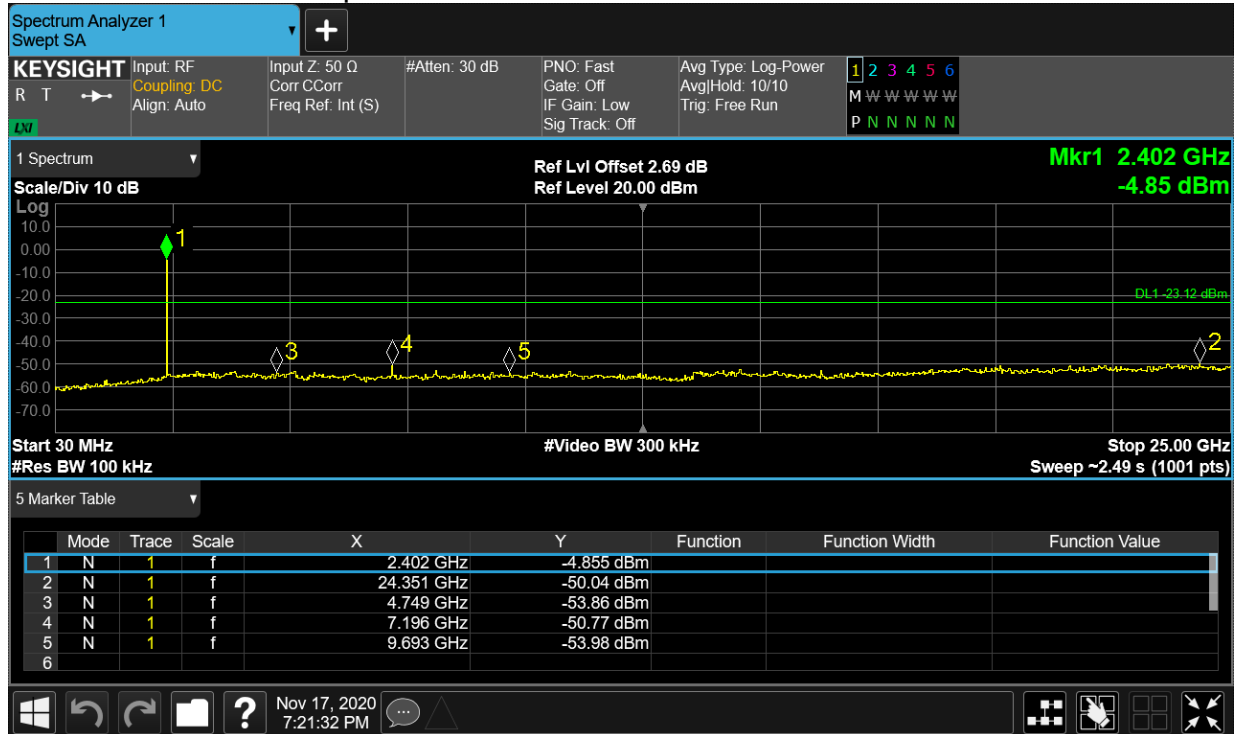 Spectrum Analyzer 1
Swept SA
+
KEYSIGHT Input: RF Input Z: 50 Ω #Atten: 30 dB PNO: Fast Avg Type: Log-Power 1 2 3 4 5 6
R T Coupling: DC Corr CCorr Gate: Off Avg|Hold: 10/10 M W W W W W
Align: Auto Freq Ref: Int (S) IF Gain: Low Trig: Free Run
LXI Sig Track: Off P N N N N N
1 Spectrum Ref Lvl Offset 2.69 dB Mkr1 2.402 GHz
Scale/Div 10 dB Ref Level 20.00 dBm -4.85 dBm
Log
10.0
1
0.00
-10.0
-20.0 DL1 -23.12 dBm
-30.0
-40.0
3 4 5 2
-50.0
-60.0
-70.0
Start 30 MHz #Video BW 300 kHz Stop 25.00 GHz
#Res BW 100 kHz Sweep ~2.49 s (1001 pts)
5 Marker Table
Mode Trace Scale X Y Function Function Width Function Value
1 N 1 f 2.402 GHz -4.855 dBm
2 N 1 f 24.351 GHz -50.04 dBm
3 N 1 f 4.749 GHz -53.86 dBm
4 N 1 f 7.196 GHz -50.77 dBm
5 N 1 f 9.693 GHz -53.98 dBm
6
? Nov 17, 2020
7:21:32 PM